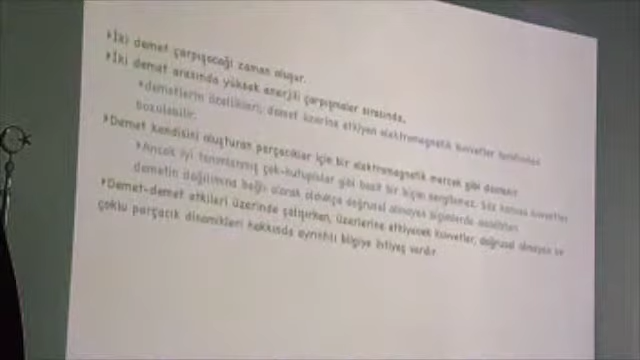 İki demet çarpışacağı zaman oluşur.
İki demet arasında yüksek enerjili çarpışmalar sırasında,
demetlerin özellikleri, demet üzerine etkiyen elektromagnetik kuvvetler tarafından
bozulabilir.
Demet kendisini oluşturan parçacıklar için bir elektromagnetik mercek gibi davranır.
Ancak iyi tanımlanmış çok-kutuplular gibi basit bir biçim sergilemez. Söz konusu kuvvetler
demetin dağılımına bağlı olarak oldukça doğrusal olmayan biçimlerde
Demet-demet etkileri üzerinde çalışırken, üzerlerine etkiyecek kuvvetler, doğrusal olmayan ve
çoklu parçacık dinamikleri hakkında ayrıntılı bilgiye ihtiyaç vardır.